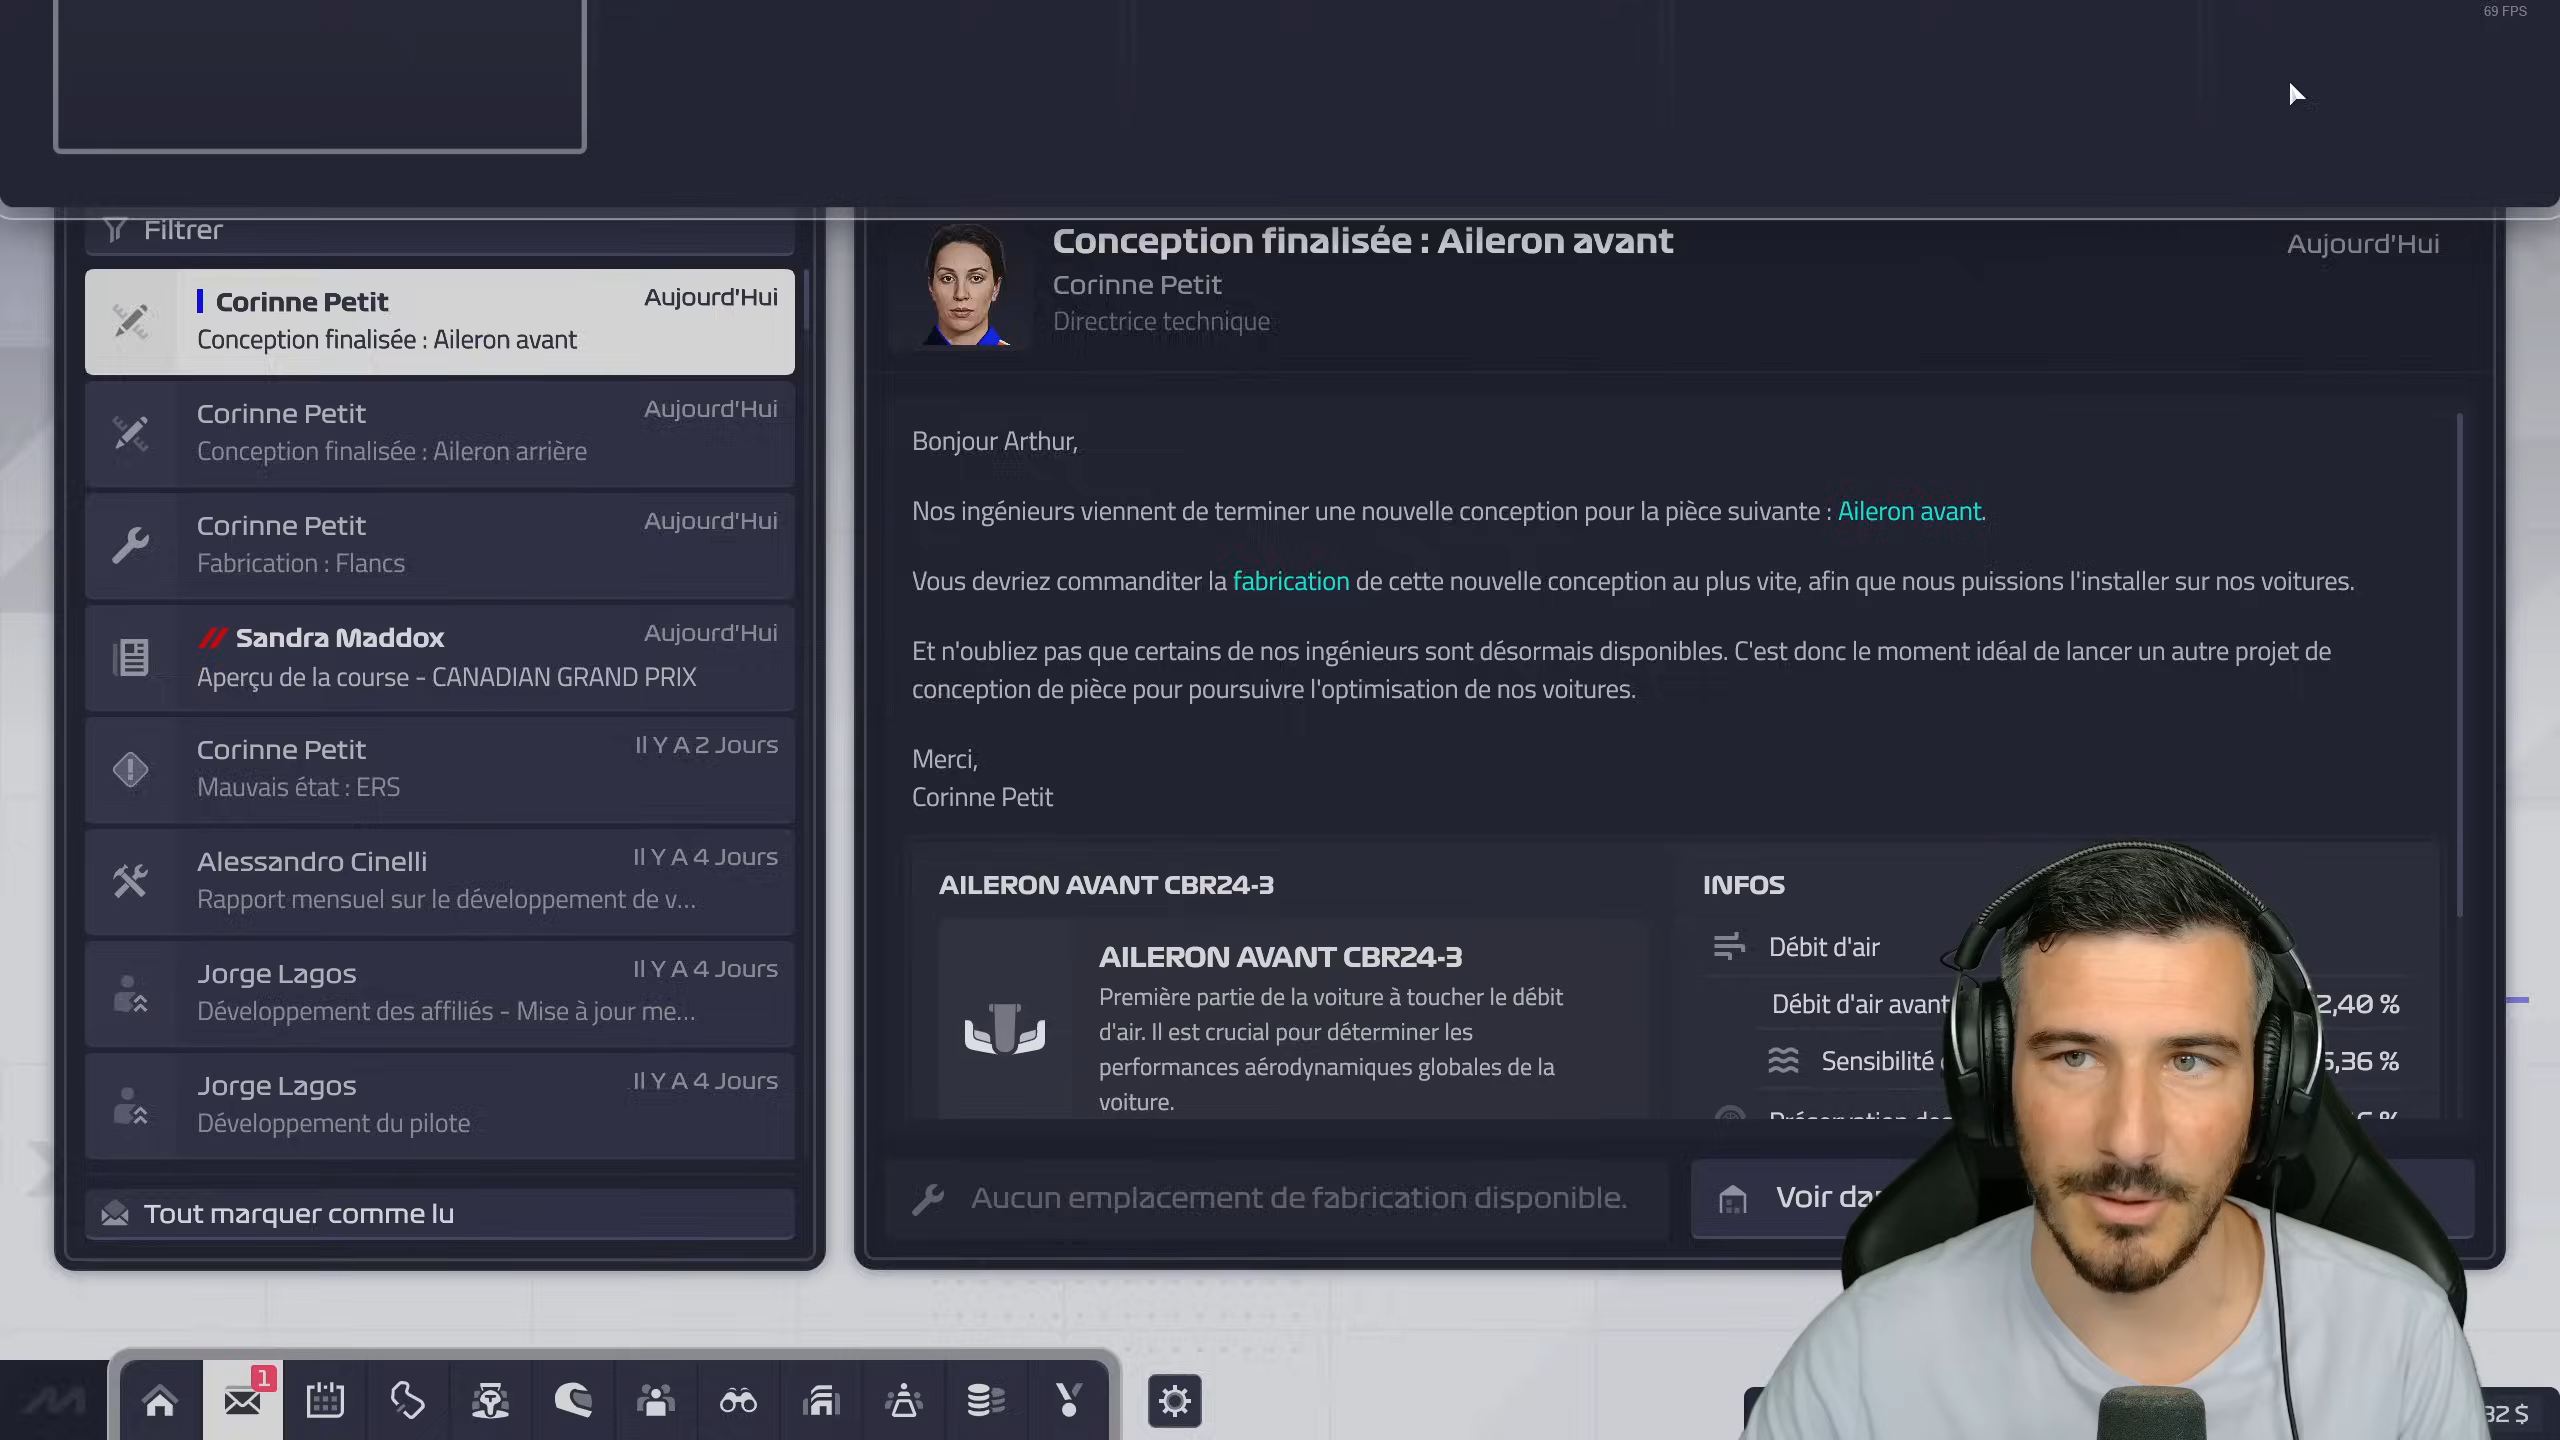 69 FPS
Filtrer
Corinne Petit
Aujourd'Hui
Conception finalisée : Aileron avant
Corinne Petit
Aujourd'Hui
Conception finalisée : Aileron arrière
Corinne Petit
Aujourd'Hui
Fabrication : Flancs
Sandra Maddox
Aujourd'Hui
Aperçu de la course - CANADIAN GRAND PRIX
Corinne Petit
Il Y A 2 Jours
Mauvais état : ERS
Alessandro Cinelli
Il Y A 4 Jours
Rapport mensuel sur le développement de v...
Jorge Lagos
Il Y A 4 Jours
Développement des affiliés - Mise à jour me...
Jorge Lagos
Il Y A 4 Jours
Développement du pilote
Tout marquer comme lu
Conception finalisée : Aileron avant
Aujourd'Hui
Corinne Petit
Directrice technique
Bonjour Arthur,
Nos ingénieurs viennent de terminer une nouvelle conception pour la pièce suivante : Aileron avant.
Vous devriez commanditer la fabrication de cette nouvelle conception au plus vite, afin que nous puissions l'installer sur nos voitures.
Et n'oubliez pas que certains de nos ingénieurs sont désormais disponibles. C'est donc le moment idéal de lancer un autre projet de
conception de pièce pour poursuivre l'optimisation de nos voitures.
Merci,
Corinne Petit
AILERON AVANT CBR24-3
AILERON AVANT CBR24-3
Première partie de la voiture à toucher le débit
d'air. Il est crucial pour déterminer les
performances aérodynamiques globales de la
voiture.
INFOS
Débit d'air
Débit d'air avant
2,40 %
Sensibilité
5,36 %
Aucun emplacement de fabrication disponible.
Voir
1
32 $